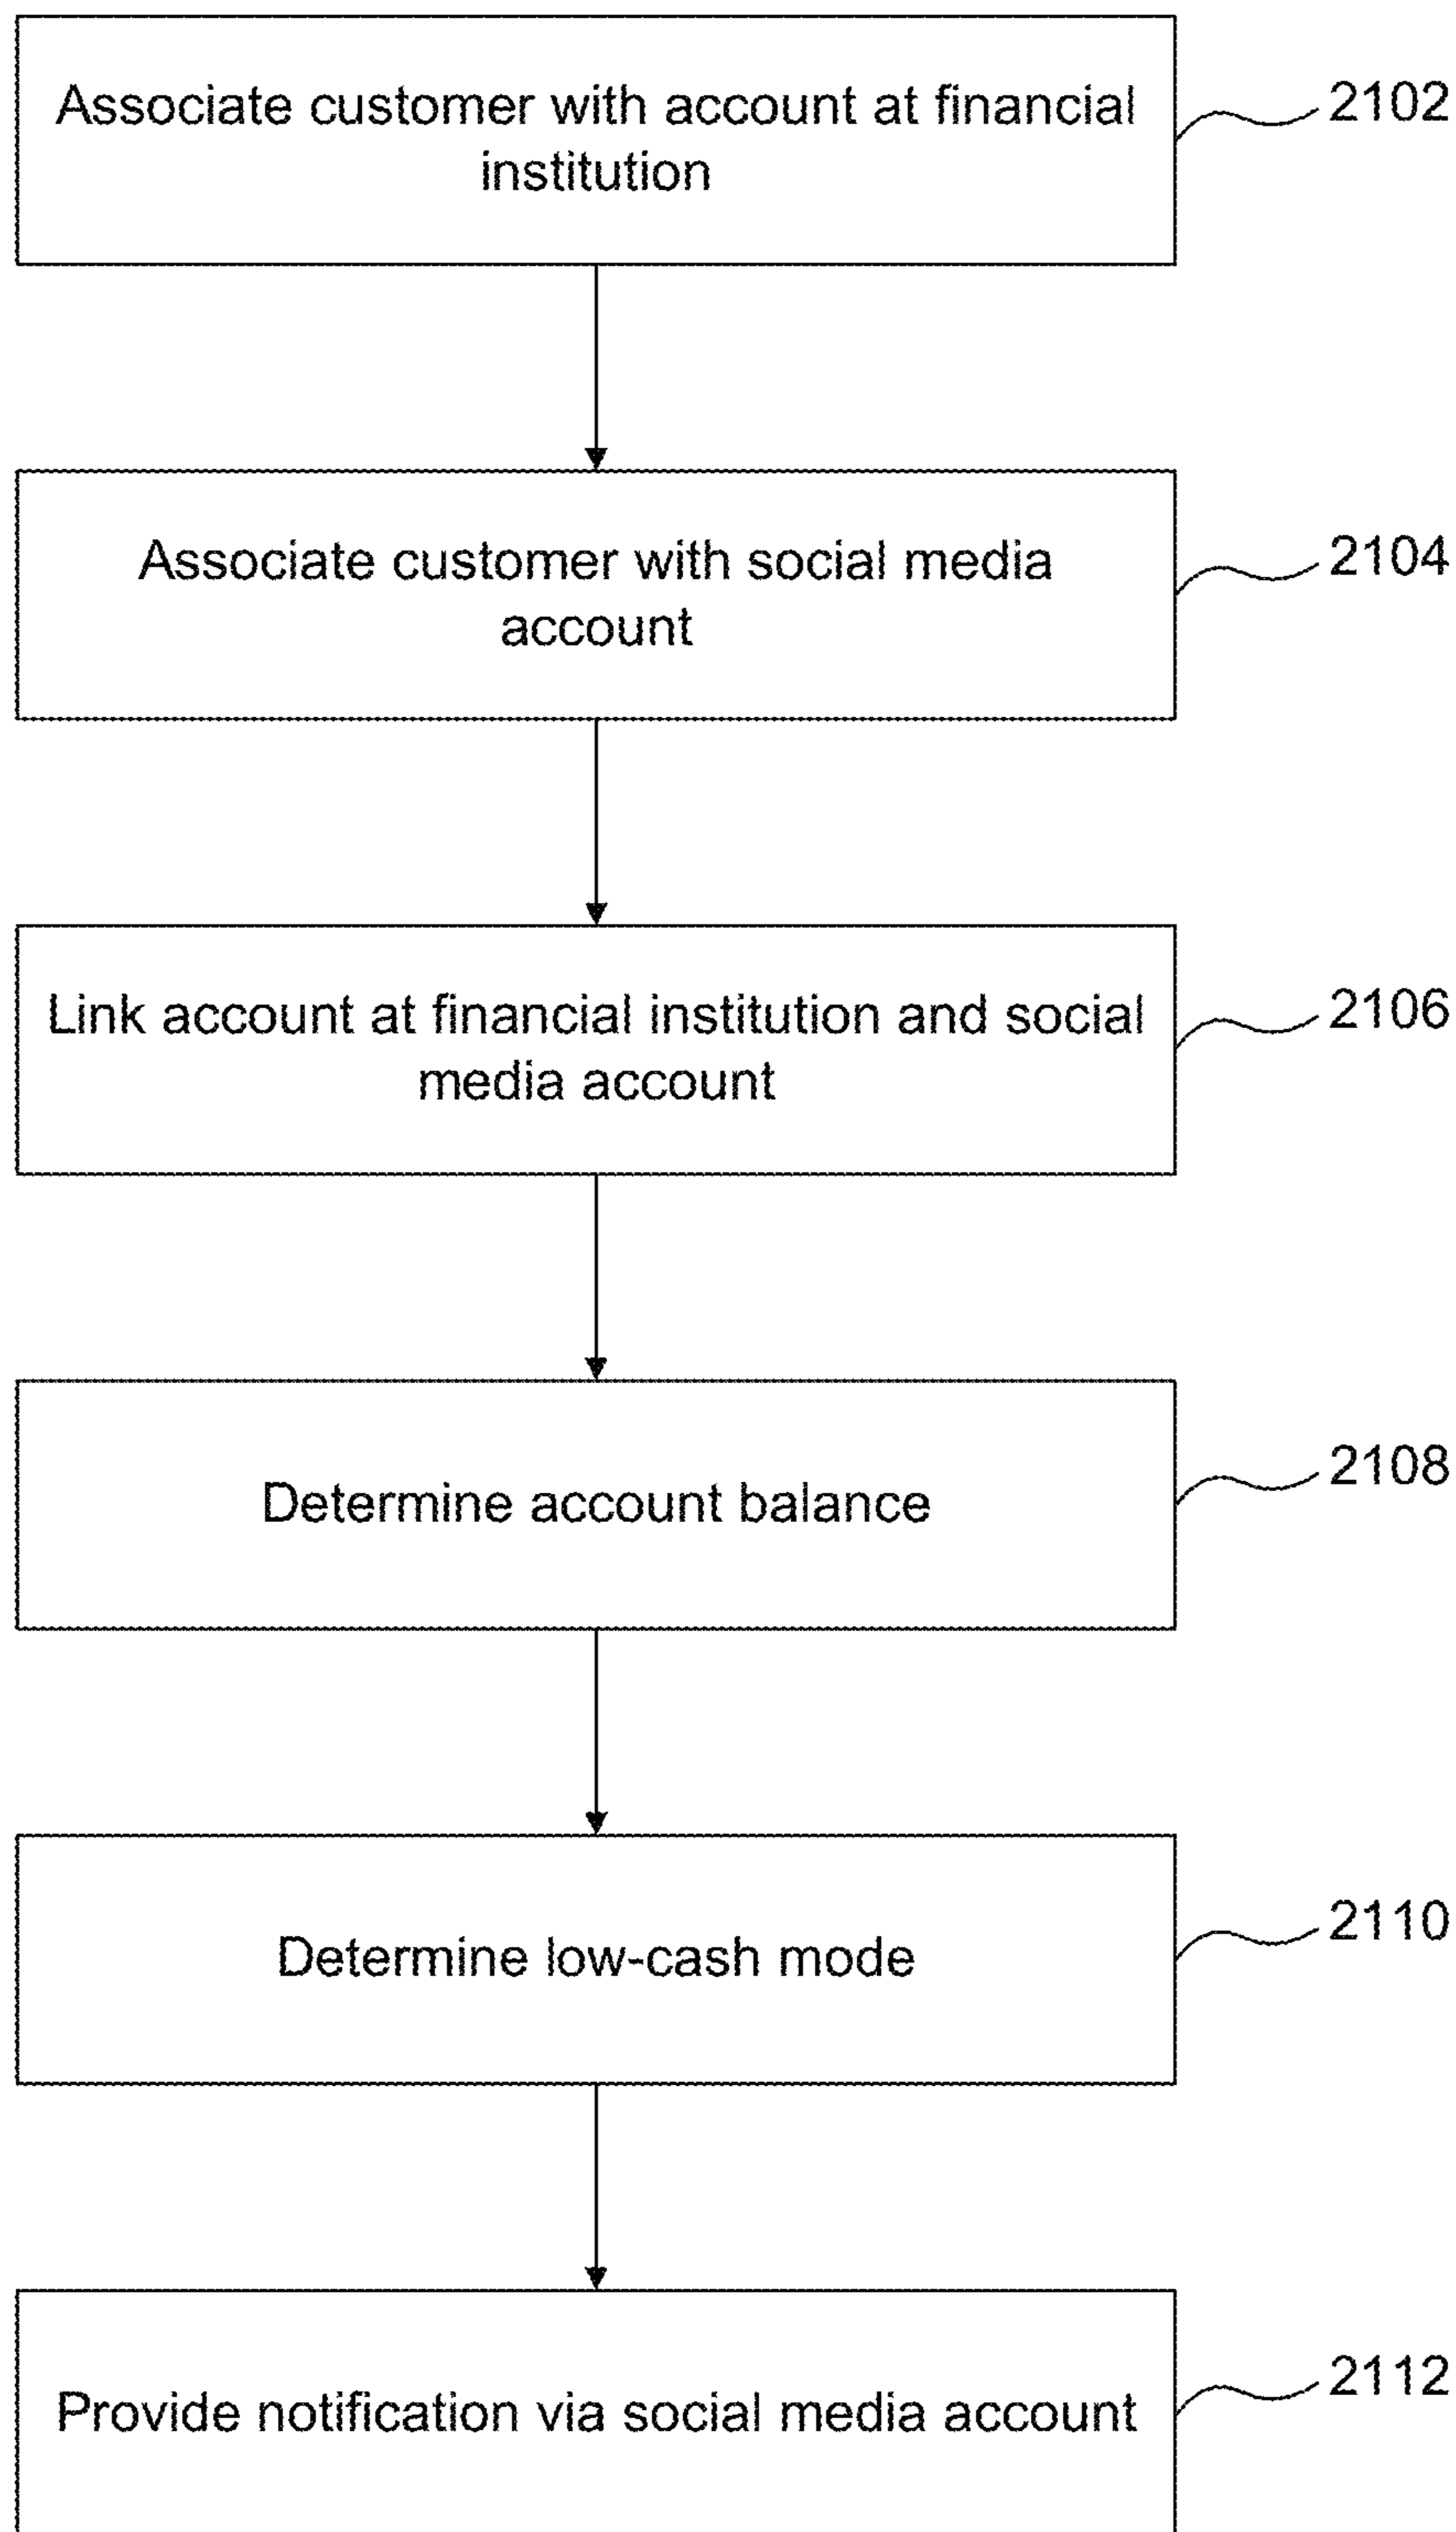 Associate customer with account at financial
institution
2102
Associate customer with social media
account
2104
Link account at financial institution and social
media account
2106
Determine account balance
2108
Determine low-cash mode
2110
Provide notification via social media account
2112